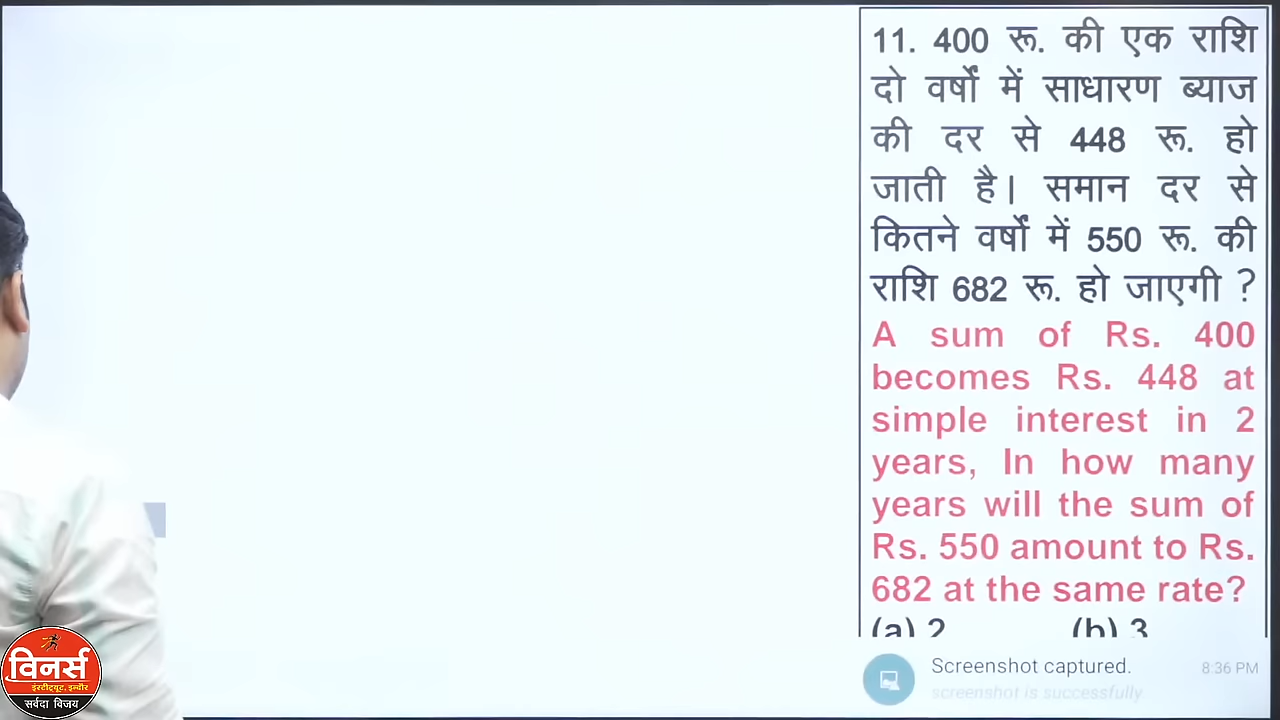 11. 400 रू. की एक राशि
दो वर्षों में साधारण ब्याज
की दर से 448 रू. हो
जाती है। समान दर से
कितने वर्षों में 550 रू. की
राशि 682 रू. हो जाएगी ?
A sum of Rs. 400
becomes Rs. 448 at
simple interest in 2
years, In how many
years will the sum of
Rs. 550 amount to Rs.
682 at the same rate?
(a) 2 (b) 3
Screenshot captured. 8:36 PM
screenshot is successfully
विनर्स
इंस्टीट्यूट, इन्दौर
सर्वदा विजय